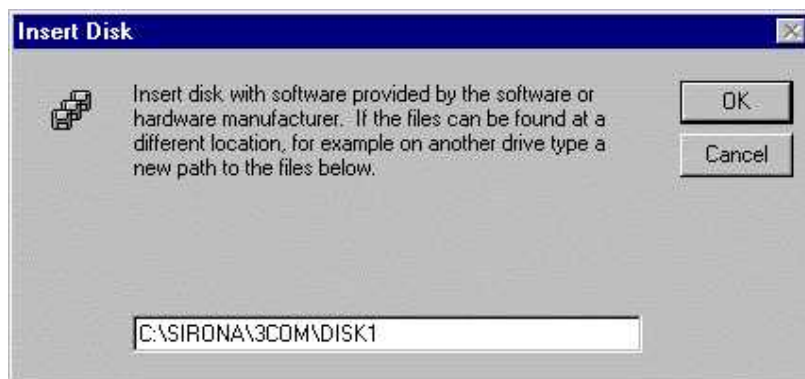 Insert Disk
Insert disk with software provided by the software or
hardware manufacturer.  If the files can be found at a
different location, for example on another drive type a
new path to the files below.
OK
Cancel
C:\SIRONA\3COM\DISK1